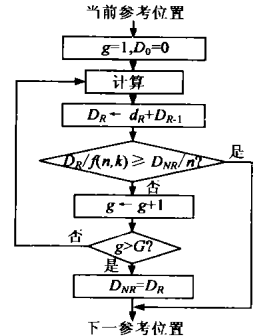 当前参考位置
g=1,D₀=0
计算
D_R ← d_R+D_{R-1}
D_R/f(n,k) ≥ D_{NR}/n?
是
否
g ← g+1
否
g>G?
是
D_{NR}=D_R
下一参考位置